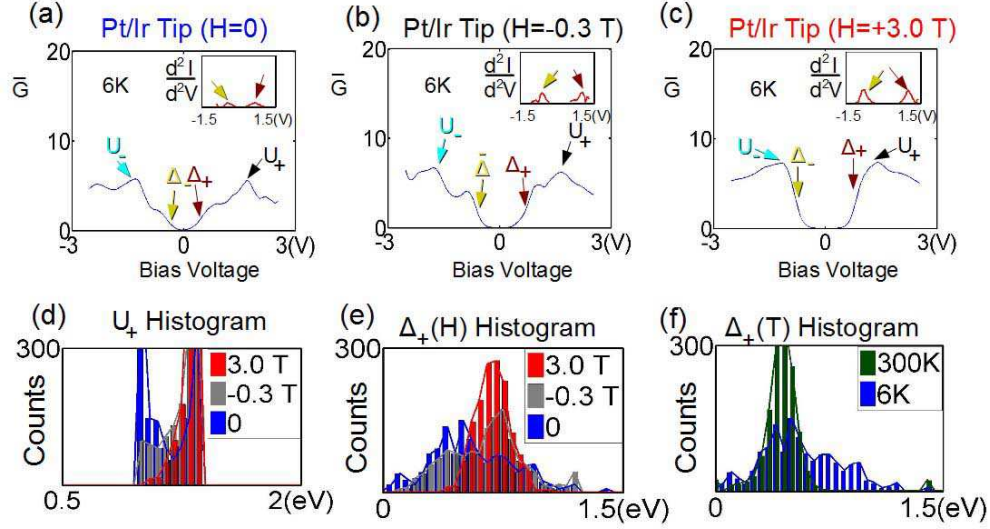 (a)
Pt/Ir Tip (H=0)
20
G̅
10
0
6K
d²I
d²V
-1.5
1.5(V)
U₋
Δ₋
Δ₊
U₊
-3
0
3(V)
Bias Voltage
(b)
Pt/Ir Tip (H=-0.3 T)
20
G̅
10
0
6K
d²I
d²V
-1.5
1.5(V)
U₋
Δ̄
Δ₊
U₊
-3
0
3(V)
Bias Voltage
(c)
Pt/Ir Tip (H=+3.0 T)
20
G̅
10
0
6K
d²I
d²V
-1.5
1.5(V)
U₋
Δ₋
Δ₊
U₊
-3
0
3(V)
Bias Voltage
(d)
U₊ Histogram
300
Counts
3.0 T
-0.3 T
0
0.5
2(eV)
(e)
Δ₊(H) Histogram
300
Counts
3.0 T
-0.3 T
0
0
1.5(eV)
(f)
Δ₊(T) Histogram
300
Counts
300K
6K
0
1.5(eV)